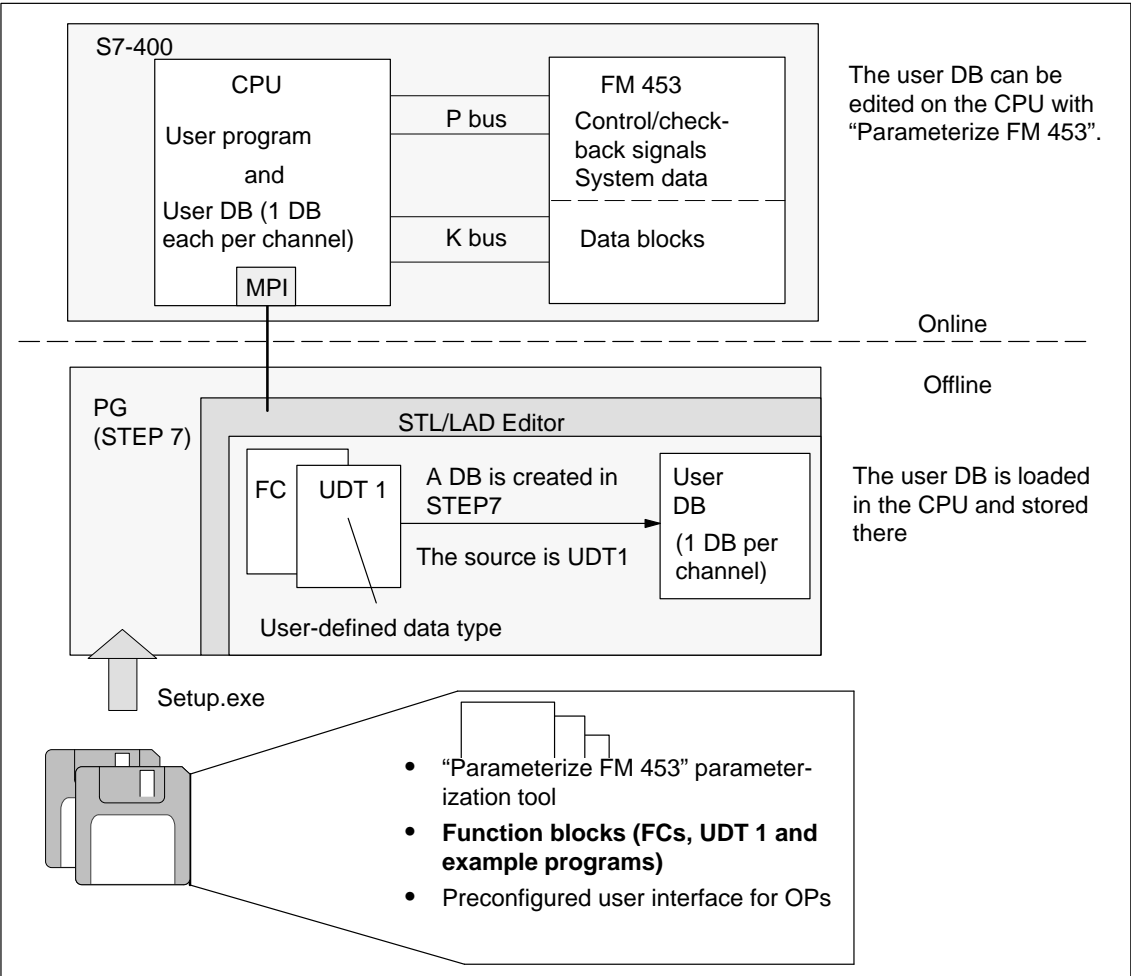 S7-400
CPU
User program
and
User DB (1 DB
each per channel)
MPI
P bus
K bus
FM 453
Control/check-
back signals
System data
Data blocks
The user DB can be
edited on the CPU with
“Parameterize FM 453”.
Online
Offline
PG
(STEP 7)
STL/LAD Editor
FC
UDT 1
A DB is created in
STEP7
The source is UDT1
User
DB
(1 DB per
channel)
User-defined data type
The user DB is loaded
in the CPU and stored
there
Setup.exe
• “Parameterize FM 453” parameter-
ization tool
• Function blocks (FCs, UDT 1 and
example programs)
• Preconfigured user interface for OPs